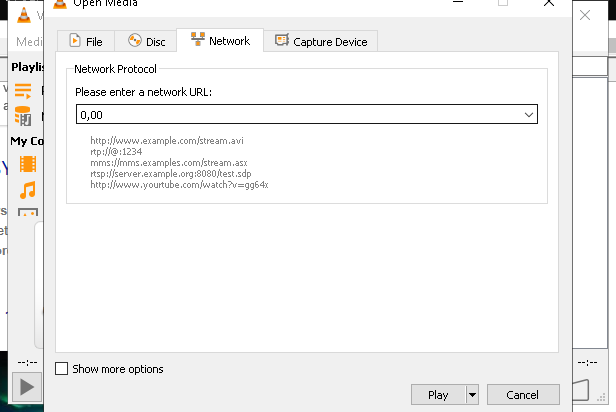 Open Media
Medi
File
Disc
Network
Capture Device
Playlis
Network Protocol
Please enter a network URL:
0,00
http://www.example.com/stream.avi
rtp://@:1234
mms://mms.examples.com/stream.asx
rtsp://server.example.org:8080/test.sdp
http://www.yourtube.com/watch?v=gg64x
My Co
Show more options
--:--
--:--
Play
Cancel